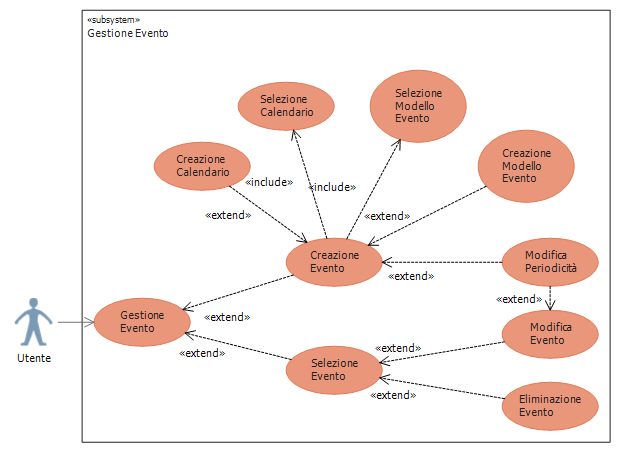 «subsystem»
Gestione Evento
Selezione
Calendario
Selezione
Modello
Evento
Creazione
Calendario
Creazione
Modello
Evento
«include»
«include»
«extend»
«extend»
Creazione
Evento
Modifica
Periodicità
«extend»
«extend»
Gestione
Evento
«extend»
Modifica
Evento
Utente
«extend»
«extend»
Selezione
Evento
«extend»
Eliminazione
Evento